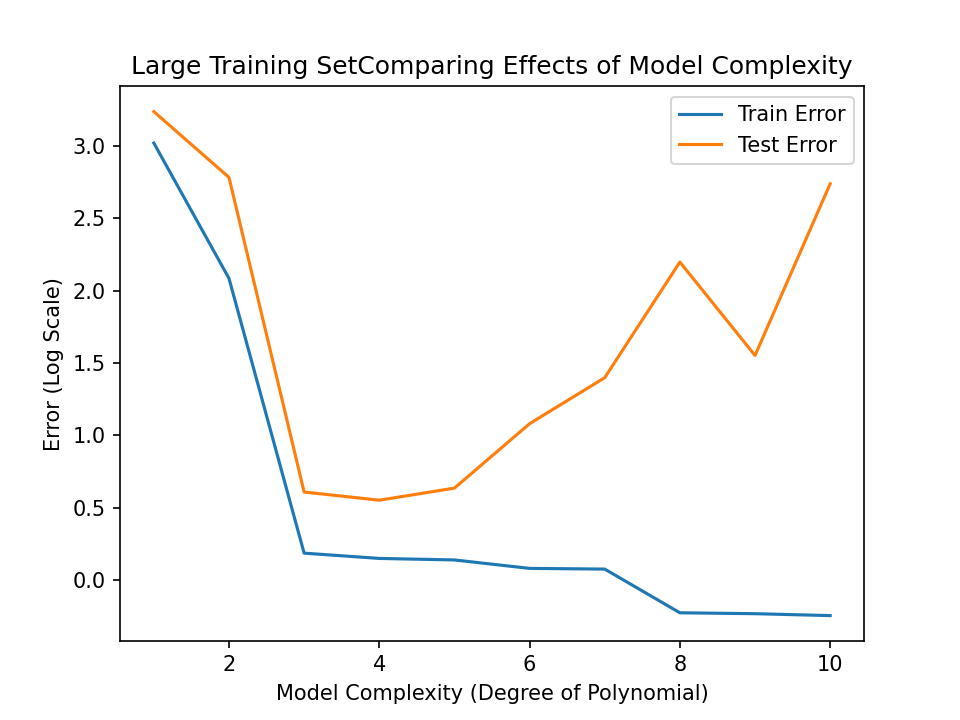 Large Training SetComparing Effects of Model Complexity
Train Error
Test Error
Error (Log Scale)
3.0
2.5
2.0
1.5
1.0
0.5
0.0
2 4 6 8 10
Model Complexity (Degree of Polynomial)